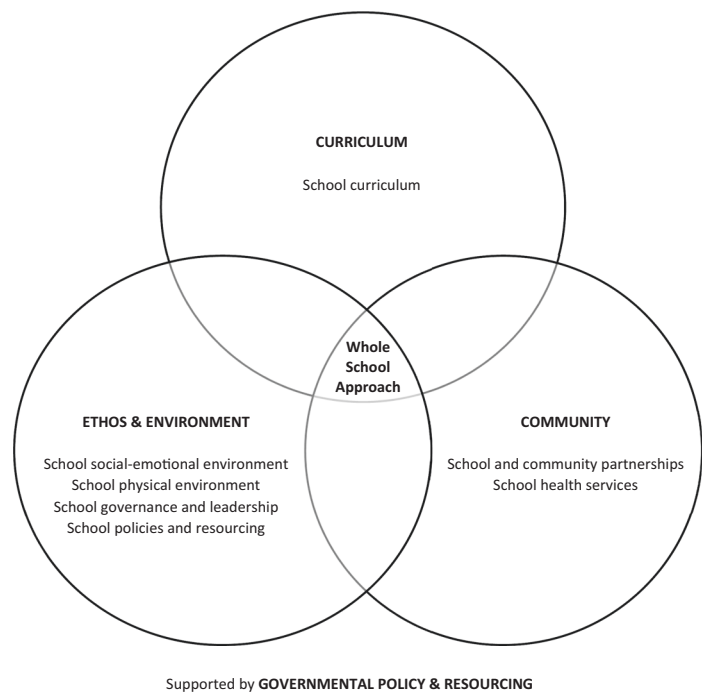 CURRICULUM
School curriculum
Whole
School
Approach
ETHOS & ENVIRONMENT
School social-emotional environment
School physical environment
School governance and leadership
School policies and resourcing
COMMUNITY
School and community partnerships
School health services
Supported by GOVERNMENTAL POLICY & RESOURCING